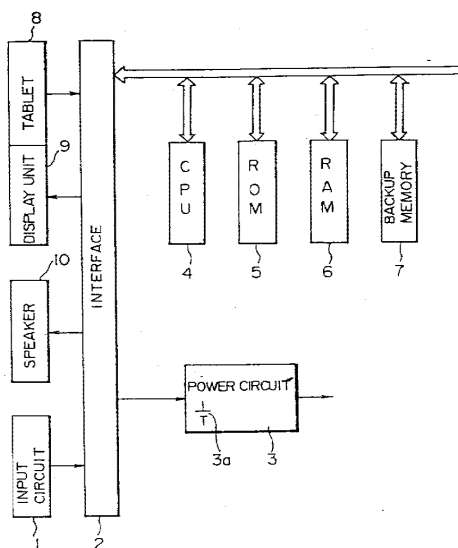 8
TABLET
9
DISPLAY UNIT
10
SPEAKER
INPUT CIRCUIT
1
INTERFACE
2
CPU
4
ROM
5
RAM
6
BACKUP MEMORY
7
POWER CIRCUIT
3a
3